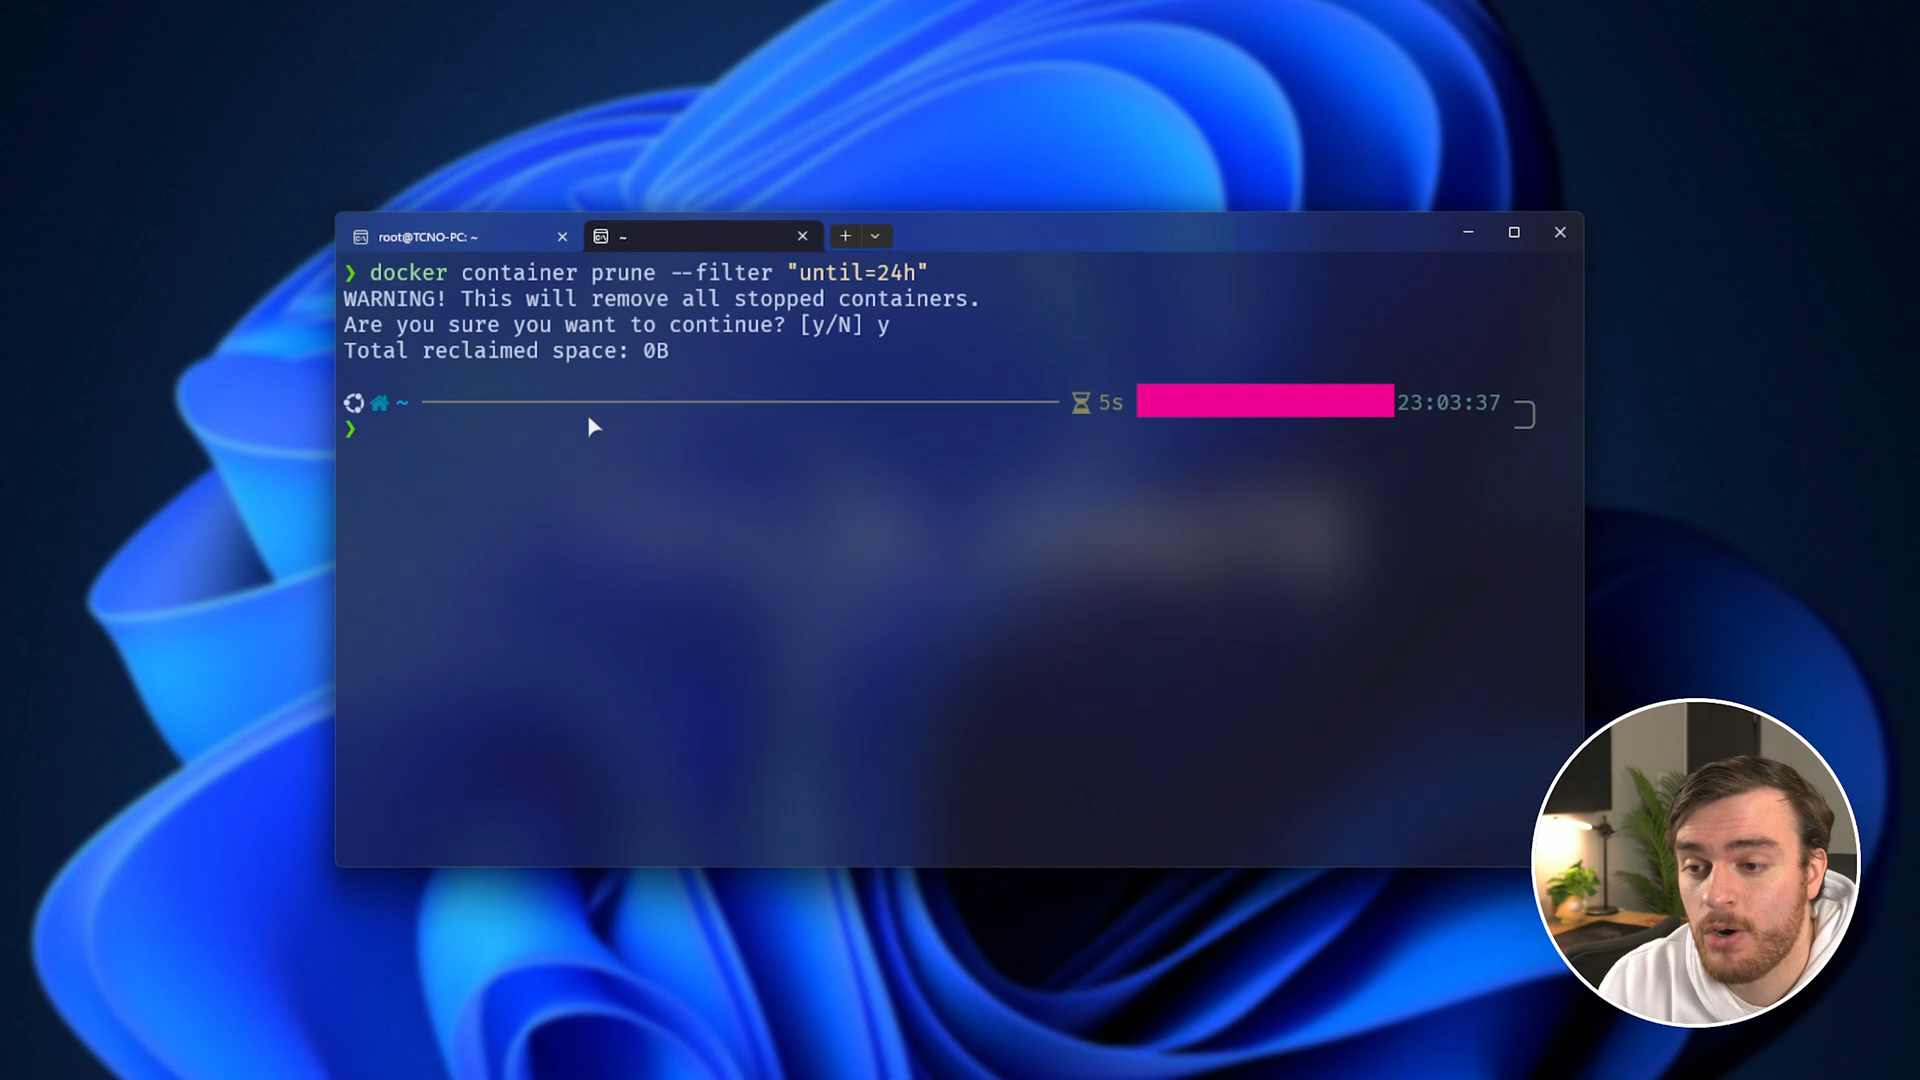 root@TCNO-PC: ~
~
❯ docker container prune --filter "until=24h"
WARNING! This will remove all stopped containers.
Are you sure you want to continue? [y/N] y
Total reclaimed space: 0B
~ 5s 23:03:37
❯